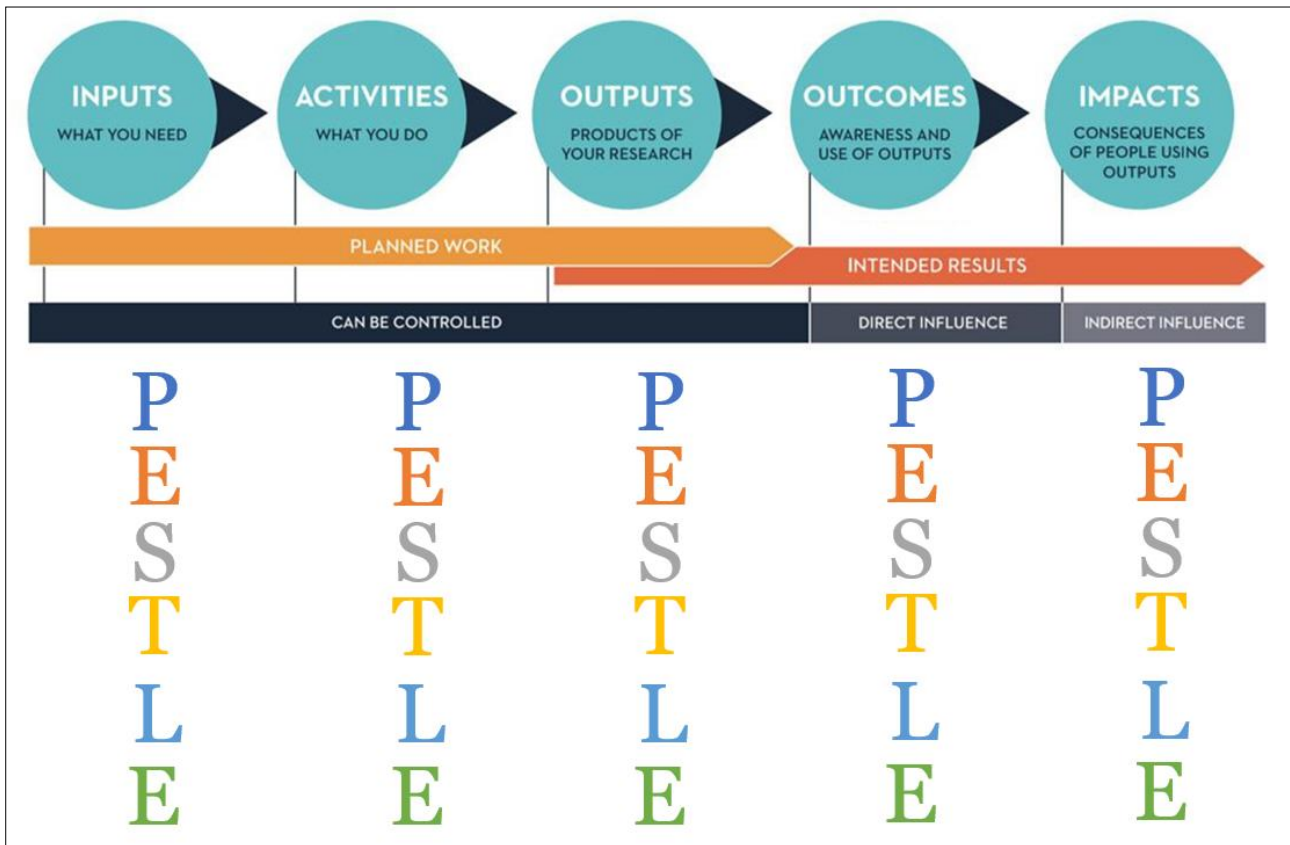 INPUTS
WHAT YOU NEED
ACTIVITIES
WHAT YOU DO
OUTPUTS
PRODUCTS OF
YOUR RESEARCH
OUTCOMES
AWARENESS AND
USE OF OUTPUTS
IMPACTS
CONSEQUENCES
OF PEOPLE USING
OUTPUTS
PLANNED WORK
INTENDED RESULTS
CAN BE CONTROLLED
DIRECT INFLUENCE
INDIRECT INFLUENCE
P P P P P
E E E E E
S S S S S
T T T T T
L L L L L
E E E E E